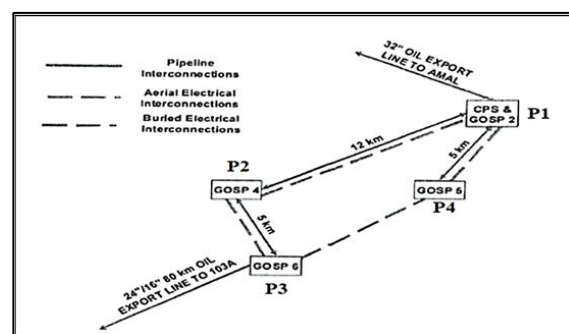 Pipeline
Interconnections
Aerial Electrical
Interconnections
Buried Electrical
Interconnections
32" OIL EXPORT
LINE TO AMAL
CPS &
GOSP 2
P1
12 km
5 km
P2
GOSP 4
GOSP 5
P4
5 km
GOSP 6
P3
24"/16" 80 km OIL
EXPORT LINE TO 103A